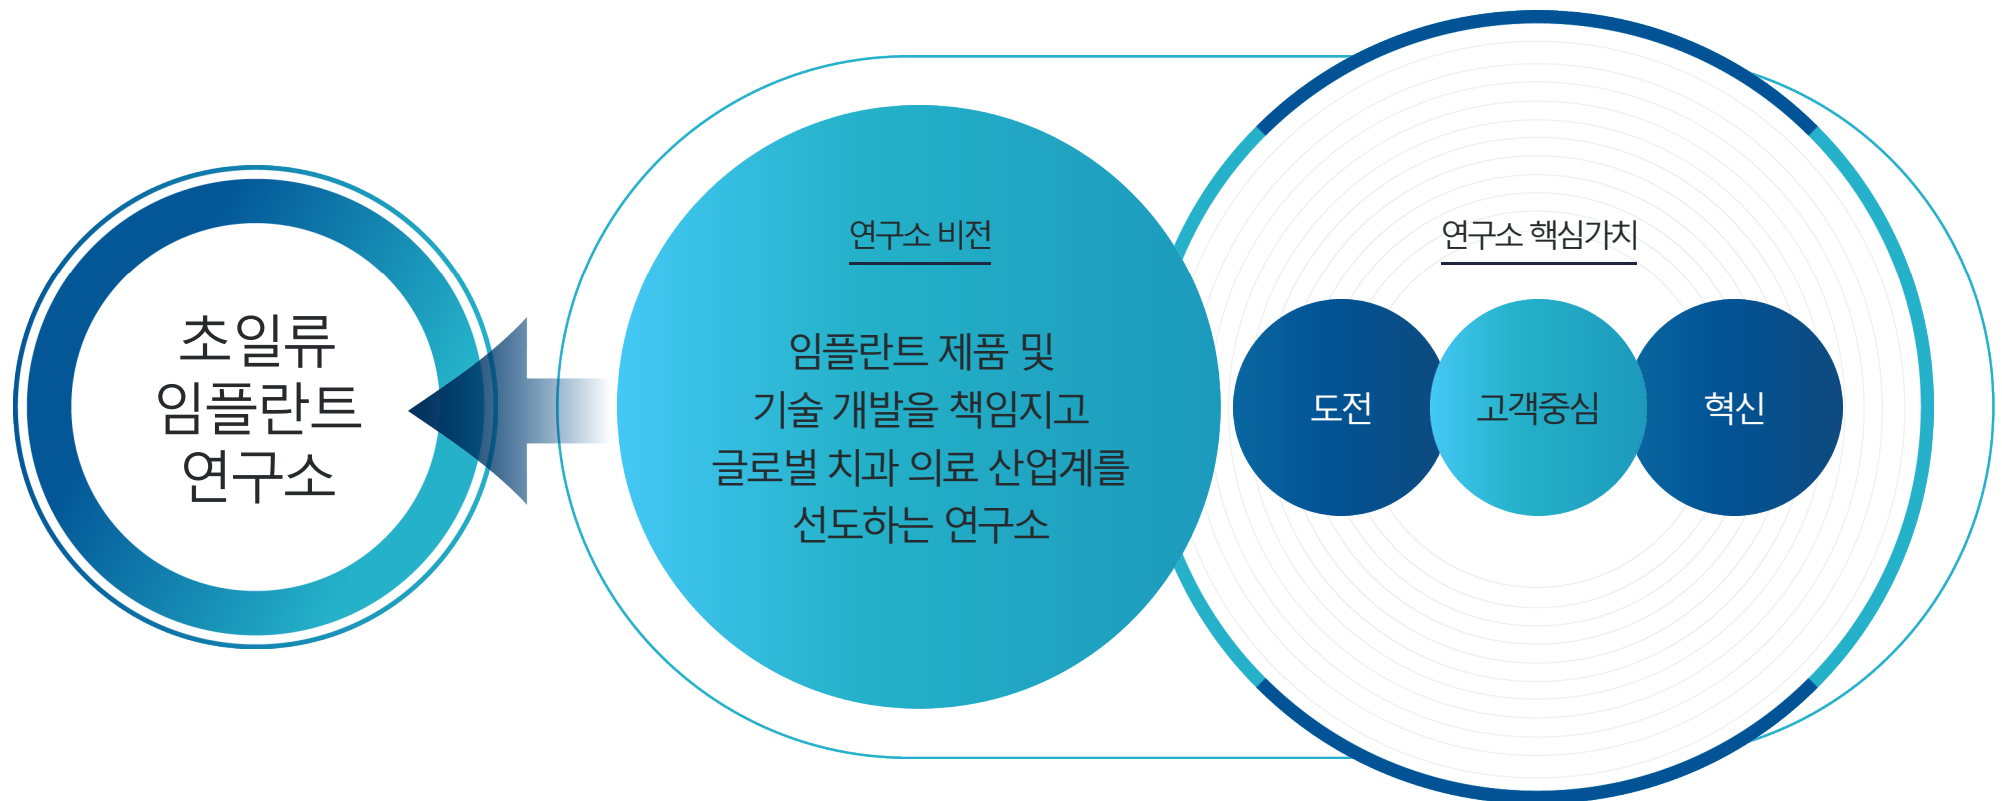 초일류
임플란트
연구소
연구소 비전
임플란트 제품 및
기술 개발을 책임지고
글로벌 치과 의료 산업계를
선도하는 연구소
연구소 핵심가치
도전
고객중심
혁신